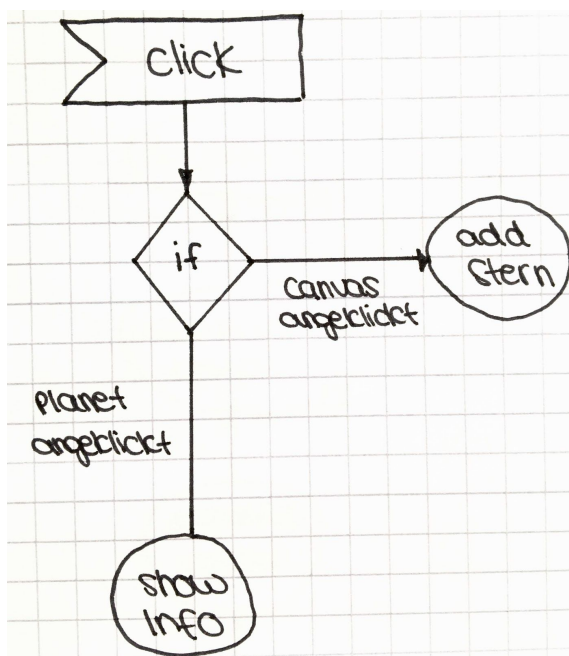 click
if
add
Stern
canvas
angeklickt
Planet
angeklickt
show
Info